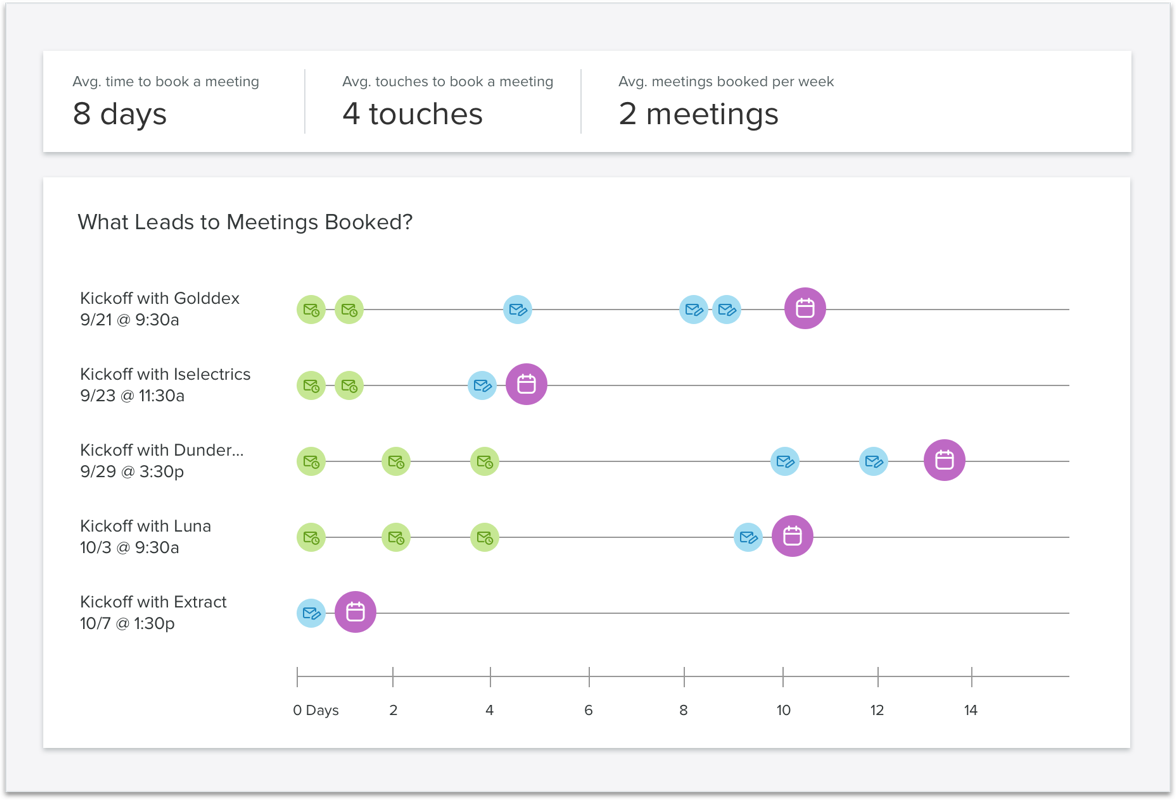 Avg. time to book a meeting
8 days
Avg. touches to book a meeting
4 touches
Avg. meetings booked per week
2 meetings
What Leads to Meetings Booked?
Kickoff with Golddex
9/21 @ 9:30a
Kickoff with Iselectrics
9/23 @ 11:30a
Kickoff with Dunder...
9/29 @ 3:30p
Kickoff with Luna
10/3 @ 9:30a
Kickoff with Extract
10/7 @ 1:30p
0 Days 2 4 6 8 10 12 14